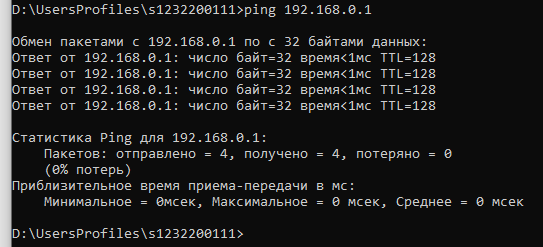 D:\UsersProfiles\s1232200111>ping 192.168.0.1
Обмен пакетами с 192.168.0.1 по с 32 байтами данных:
Ответ от 192.168.0.1: число байт=32 время<1мс TTL=128
Ответ от 192.168.0.1: число байт=32 время<1мс TTL=128
Ответ от 192.168.0.1: число байт=32 время<1мс TTL=128
Ответ от 192.168.0.1: число байт=32 время<1мс TTL=128
Статистика Ping для 192.168.0.1:
Пакетов: отправлено = 4, получено = 4, потеряно = 0
(0% потерь)
Приблизительное время приема-передачи в мс:
Минимальное = 0мсек, Максимальное = 0 мсек, Среднее = 0 мсек
D:\UsersProfiles\s1232200111>